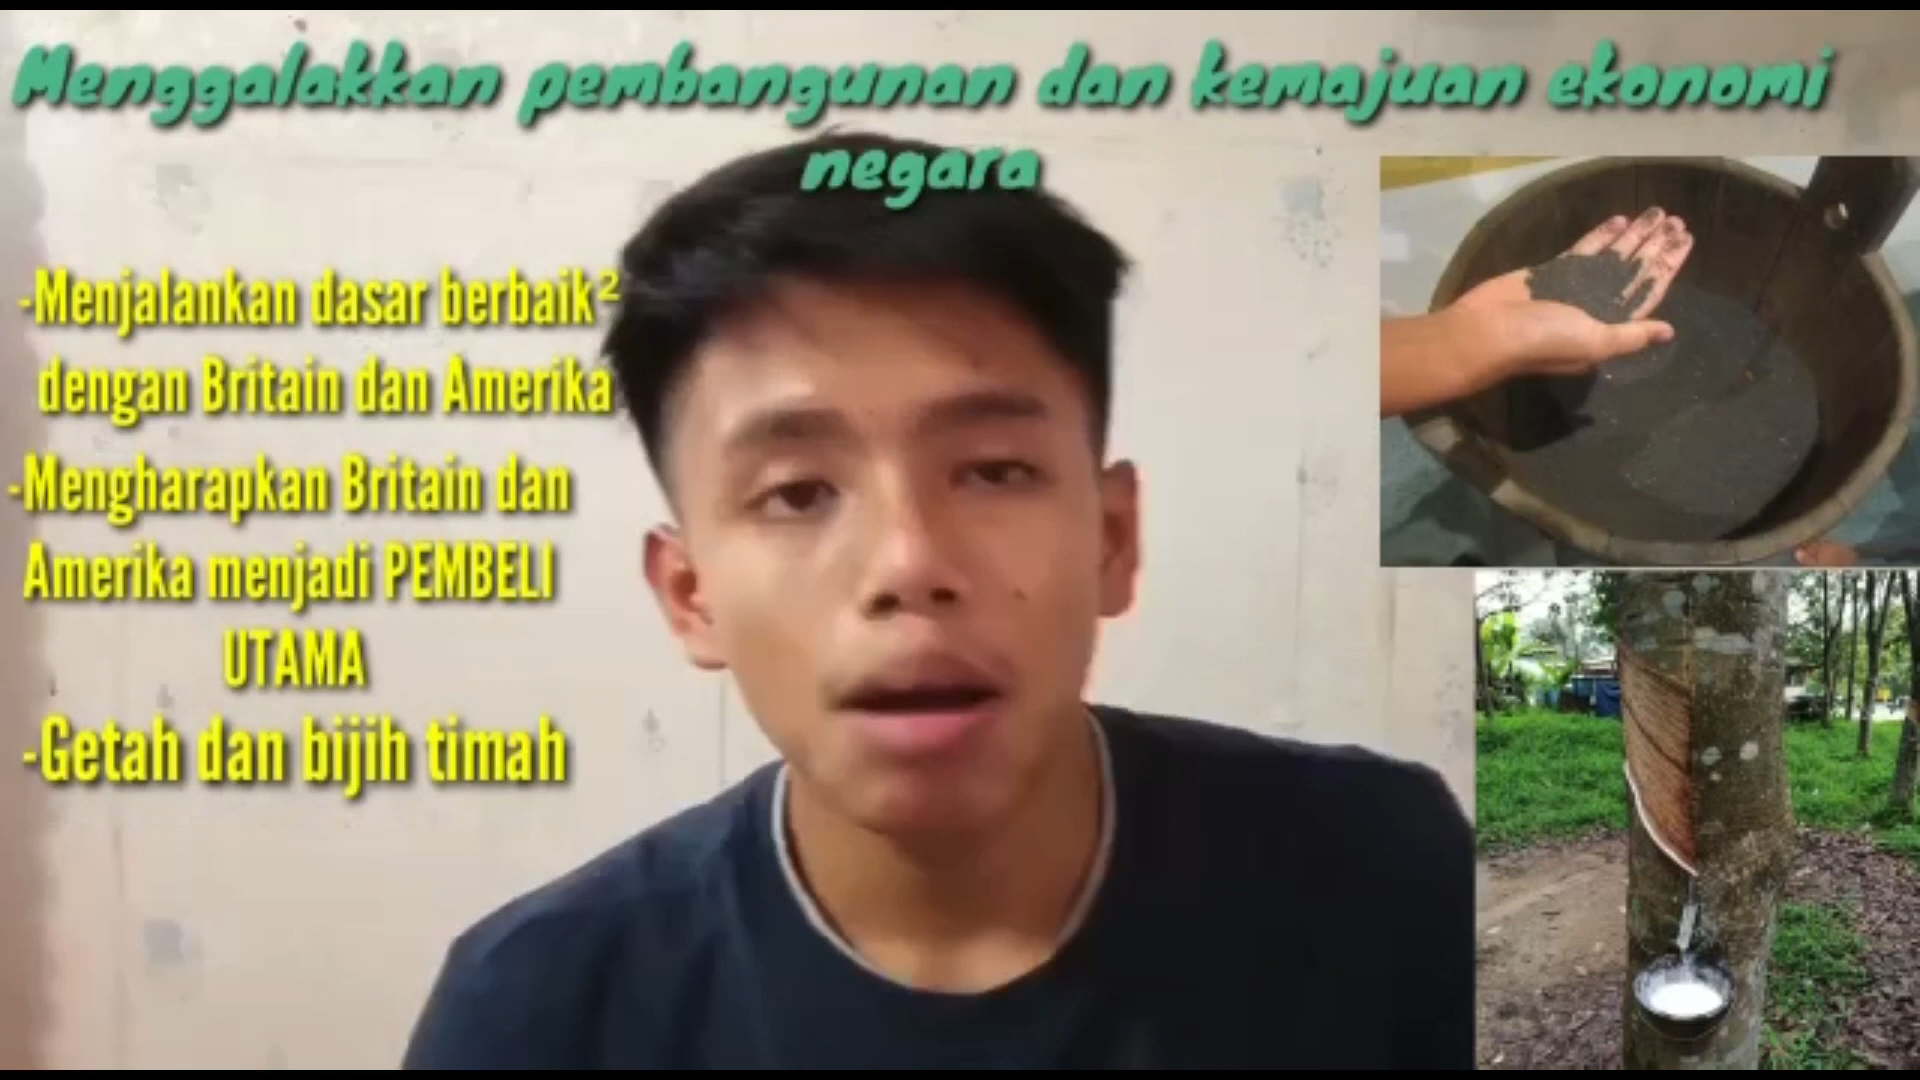 Menggalakkan pembangunan dan kemajuan ekonomi
negara
-Menjalankan dasar berbaik²
dengan Britain dan Amerika
-Mengharapkan Britain dan
Amerika menjadi PEMBELI
UTAMA
-Getah dan bijih timah